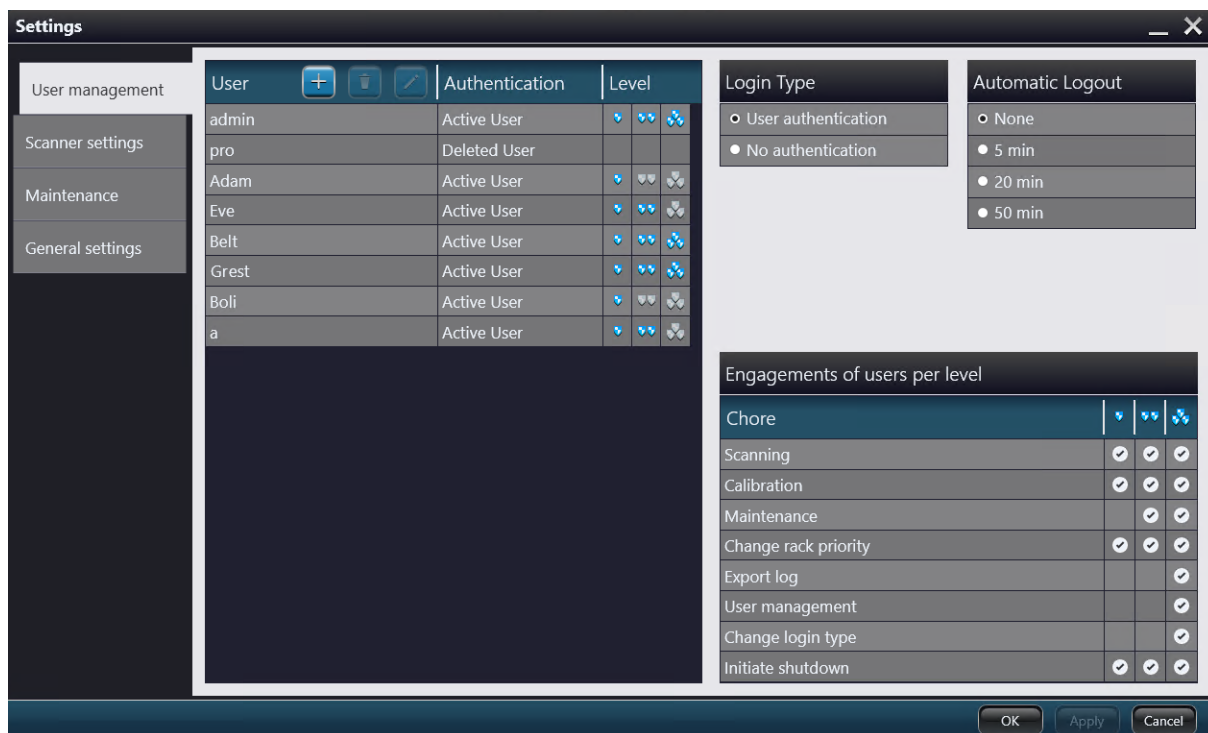 Settings
User management
Scanner settings
Maintenance
General settings
User Authentication Level
admin Active User
pro Deleted User
Adam Active User
Eve Active User
Belt Active User
Grest Active User
Boli Active User
a Active User
Login Type
User authentication
No authentication
Automatic Logout
None
5 min
20 min
50 min
Engagements of users per level
Chore
Scanning
Calibration
Maintenance
Change rack priority
Export log
User management
Change login type
Initiate shutdown
OK Apply Cancel